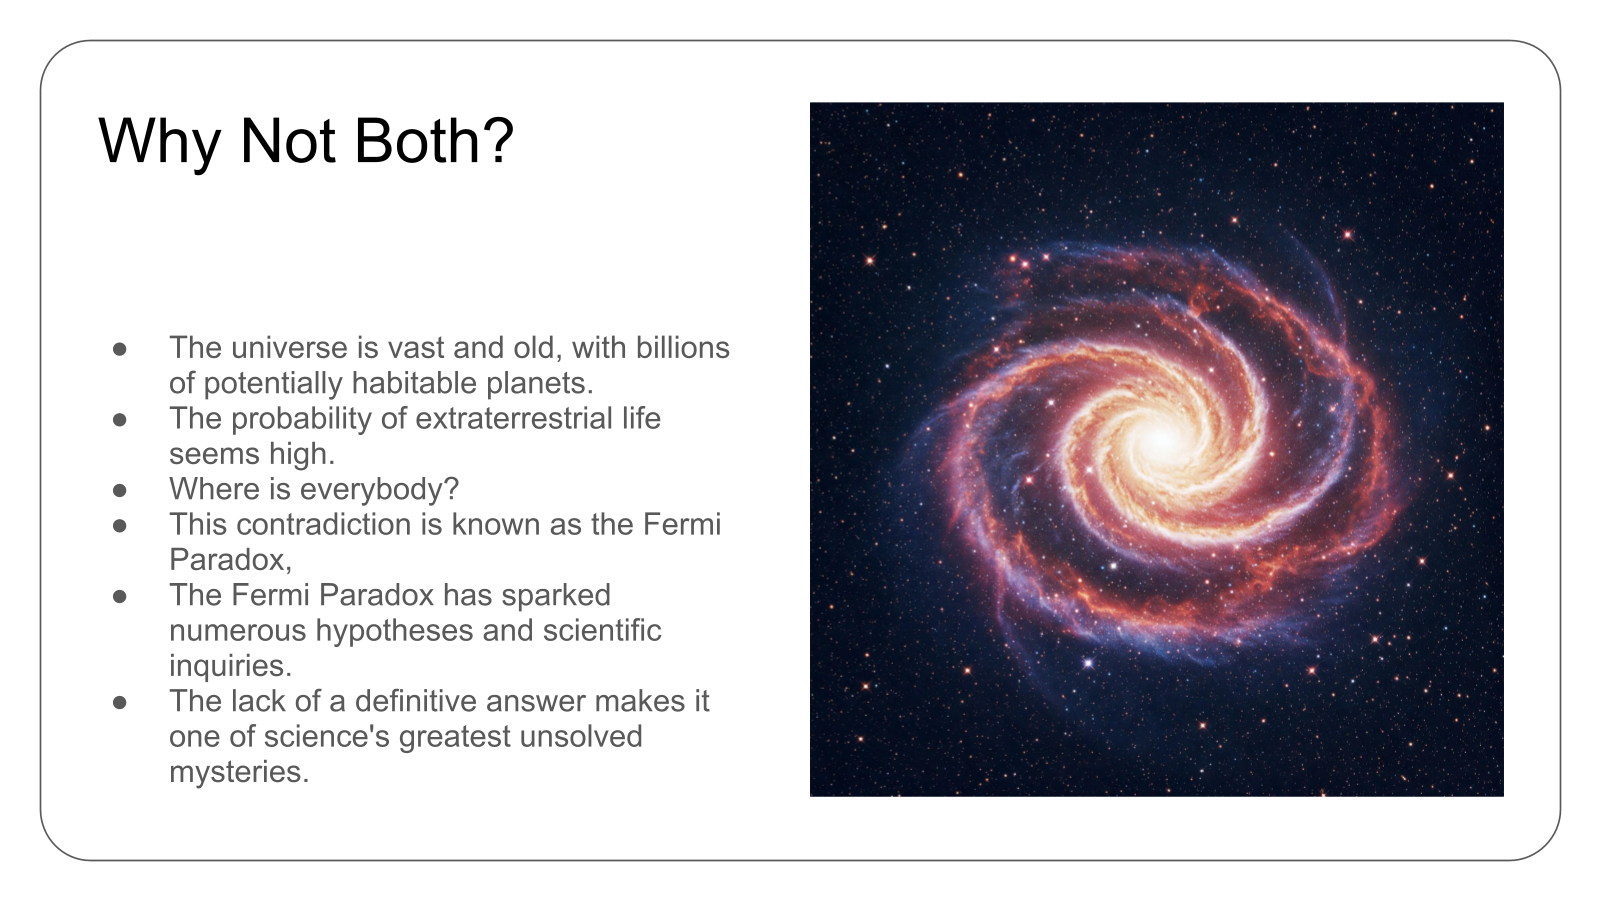 Why Not Both?
● The universe is vast and old, with billions
of potentially habitable planets.
● The probability of extraterrestrial life
seems high.
● Where is everybody?
● This contradiction is known as the Fermi
Paradox,
● The Fermi Paradox has sparked
numerous hypotheses and scientific
inquiries.
● The lack of a definitive answer makes it
one of science's greatest unsolved
mysteries.